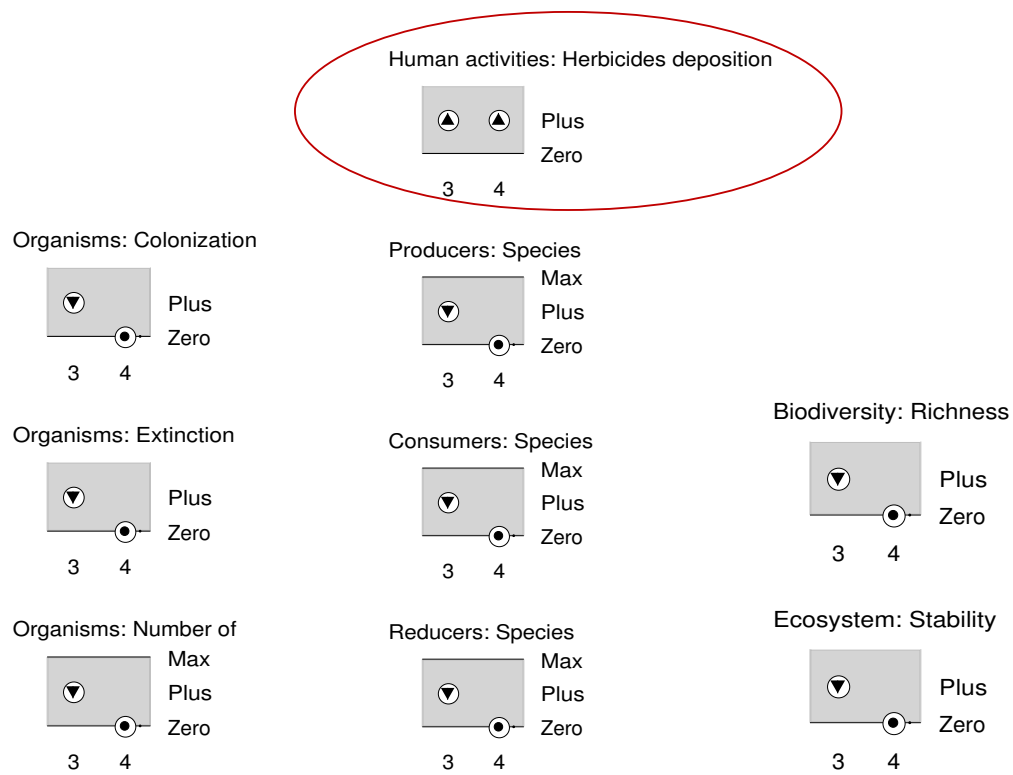 Human activities: Herbicides deposition
Plus
Zero
3 4
Organisms: Colonization
Plus
Zero
3 4
Producers: Species
Max
Plus
Zero
3 4
Organisms: Extinction
Plus
Zero
3 4
Consumers: Species
Max
Plus
Zero
3 4
Biodiversity: Richness
Plus
Zero
3 4
Organisms: Number of
Max
Plus
Zero
3 4
Reducers: Species
Max
Plus
Zero
3 4
Ecosystem: Stability
Plus
Zero
3 4